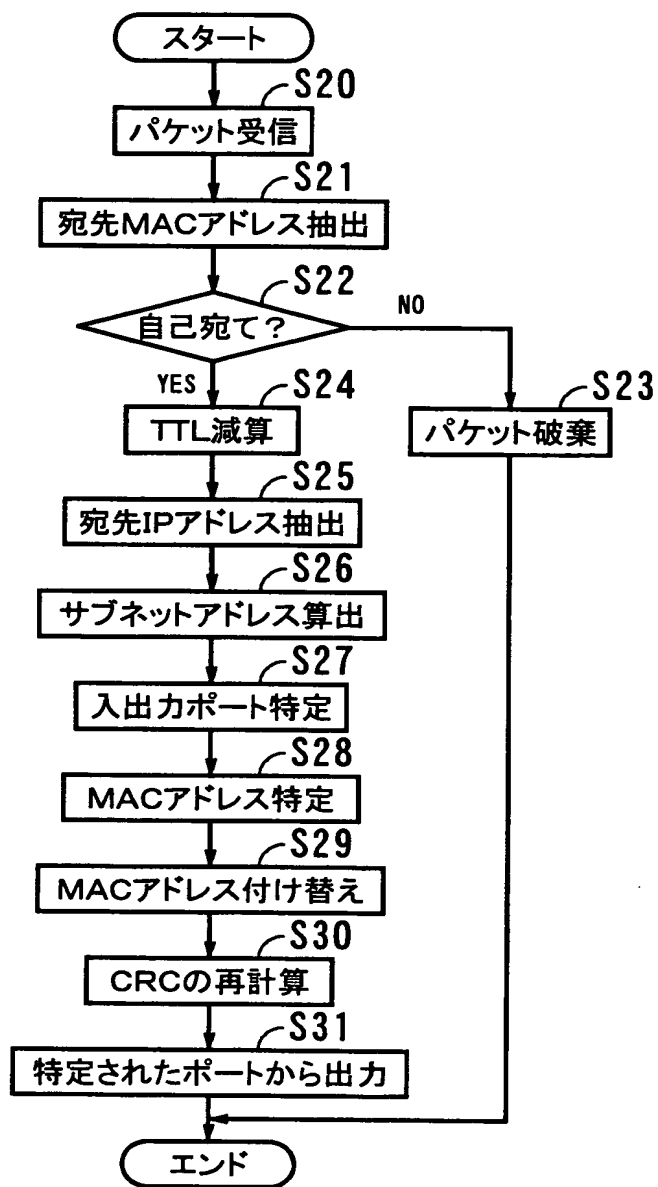 スタート
S20
パケット受信
S21
宛先MACアドレス抽出
S22
自己宛て?
NO
YES
S24
TTL減算
S23
パケット破棄
S25
宛先IPアドレス抽出
S26
サブネットアドレス算出
S27
入出力ポート特定
S28
MACアドレス特定
S29
MACアドレス付け替え
S30
CRCの再計算
S31
特定されたポートから出力
エンド